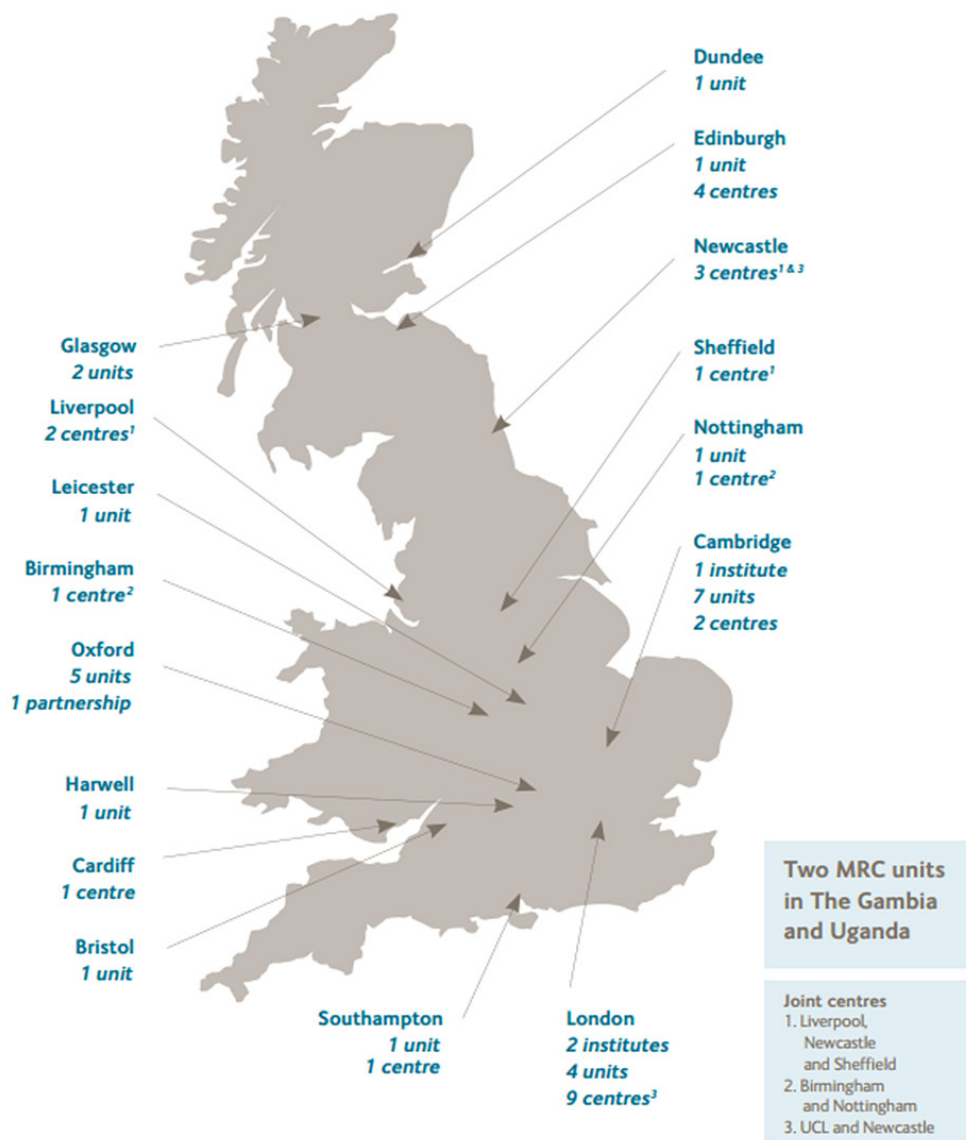 Dundee
1 unit
Edinburgh
1 unit
4 centres
Newcastle
3 centres¹ & ³
Sheffield
1 centre¹
Nottingham
1 unit
1 centre²
Cambridge
1 institute
7 units
2 centres
Glasgow
2 units
Liverpool
2 centres¹
Leicester
1 unit
Birmingham
1 centre²
Oxford
5 units
1 partnership
Harwell
1 unit
Cardiff
1 centre
Bristol
1 unit
Southampton
1 unit
1 centre
London
2 institutes
4 units
9 centres³
Two MRC units
in The Gambia
and Uganda
Joint centres
1. Liverpool,
Newcastle
and Sheffield
2. Birmingham
and Nottingham
3. UCL and Newcastle